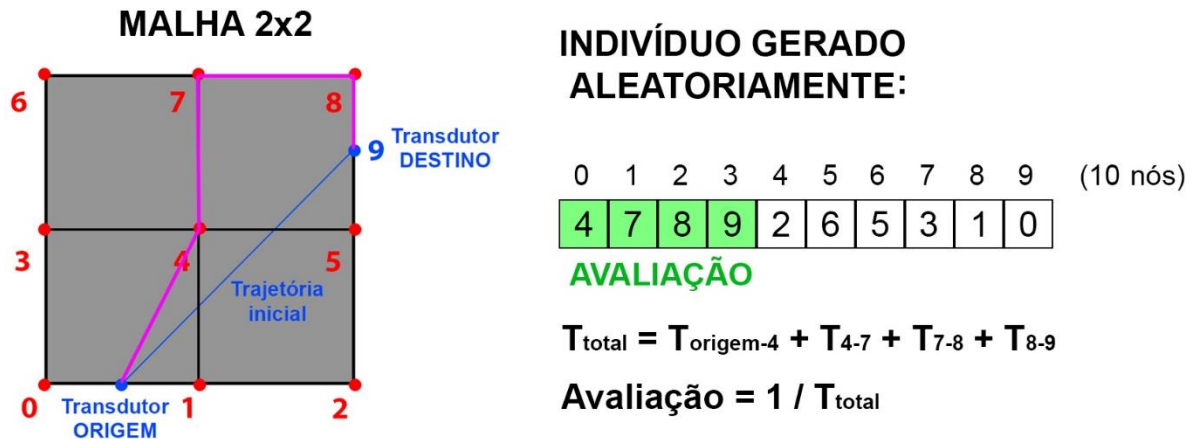 MALHA 2x2
6
7
8
9
Transdutor
DESTINO
3
4
5
Trajetória
inicial
0
Transdutor
ORIGEM
1
2
INDIVÍDUO GERADO
ALEATORIAMENTE:
0 1 2 3 4 5 6 7 8 9 (10 nós)
4 7 8 9 2 6 5 3 1 0
AVALIAÇÃO
Ttotal = Torigem-4 + T4-7 + T7-8 + T8-9
Avaliação = 1 / Ttotal